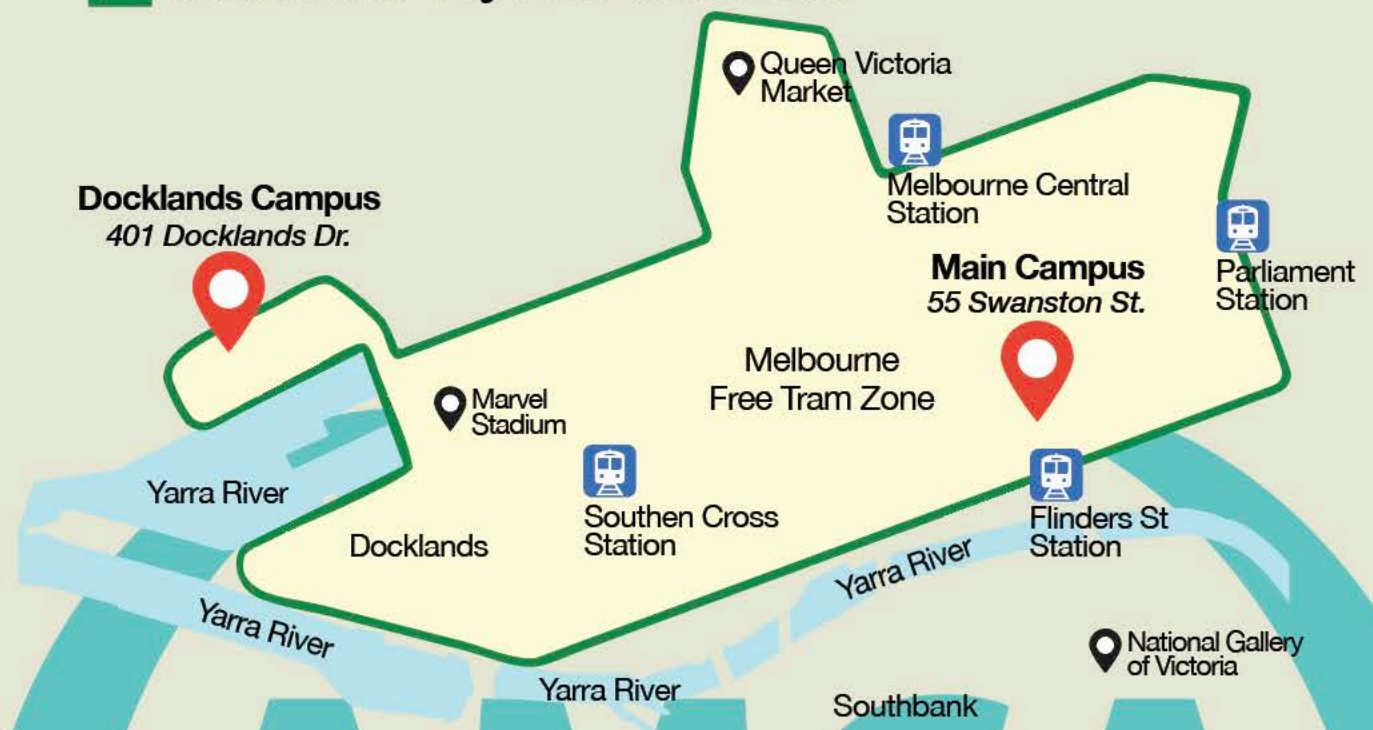 Queen Victoria
Market
Docklands Campus
401 Docklands Dr.
Melbourne Central
Station
Main Campus
55 Swanston St.
Parliament
Station
Melbourne
Free Tram Zone
Marvel
Stadium
Yarra River
Docklands
Southen Cross
Station
Flinders St
Station
Yarra River
Yarra River
National Gallery
of Victoria
Yarra River
Southbank